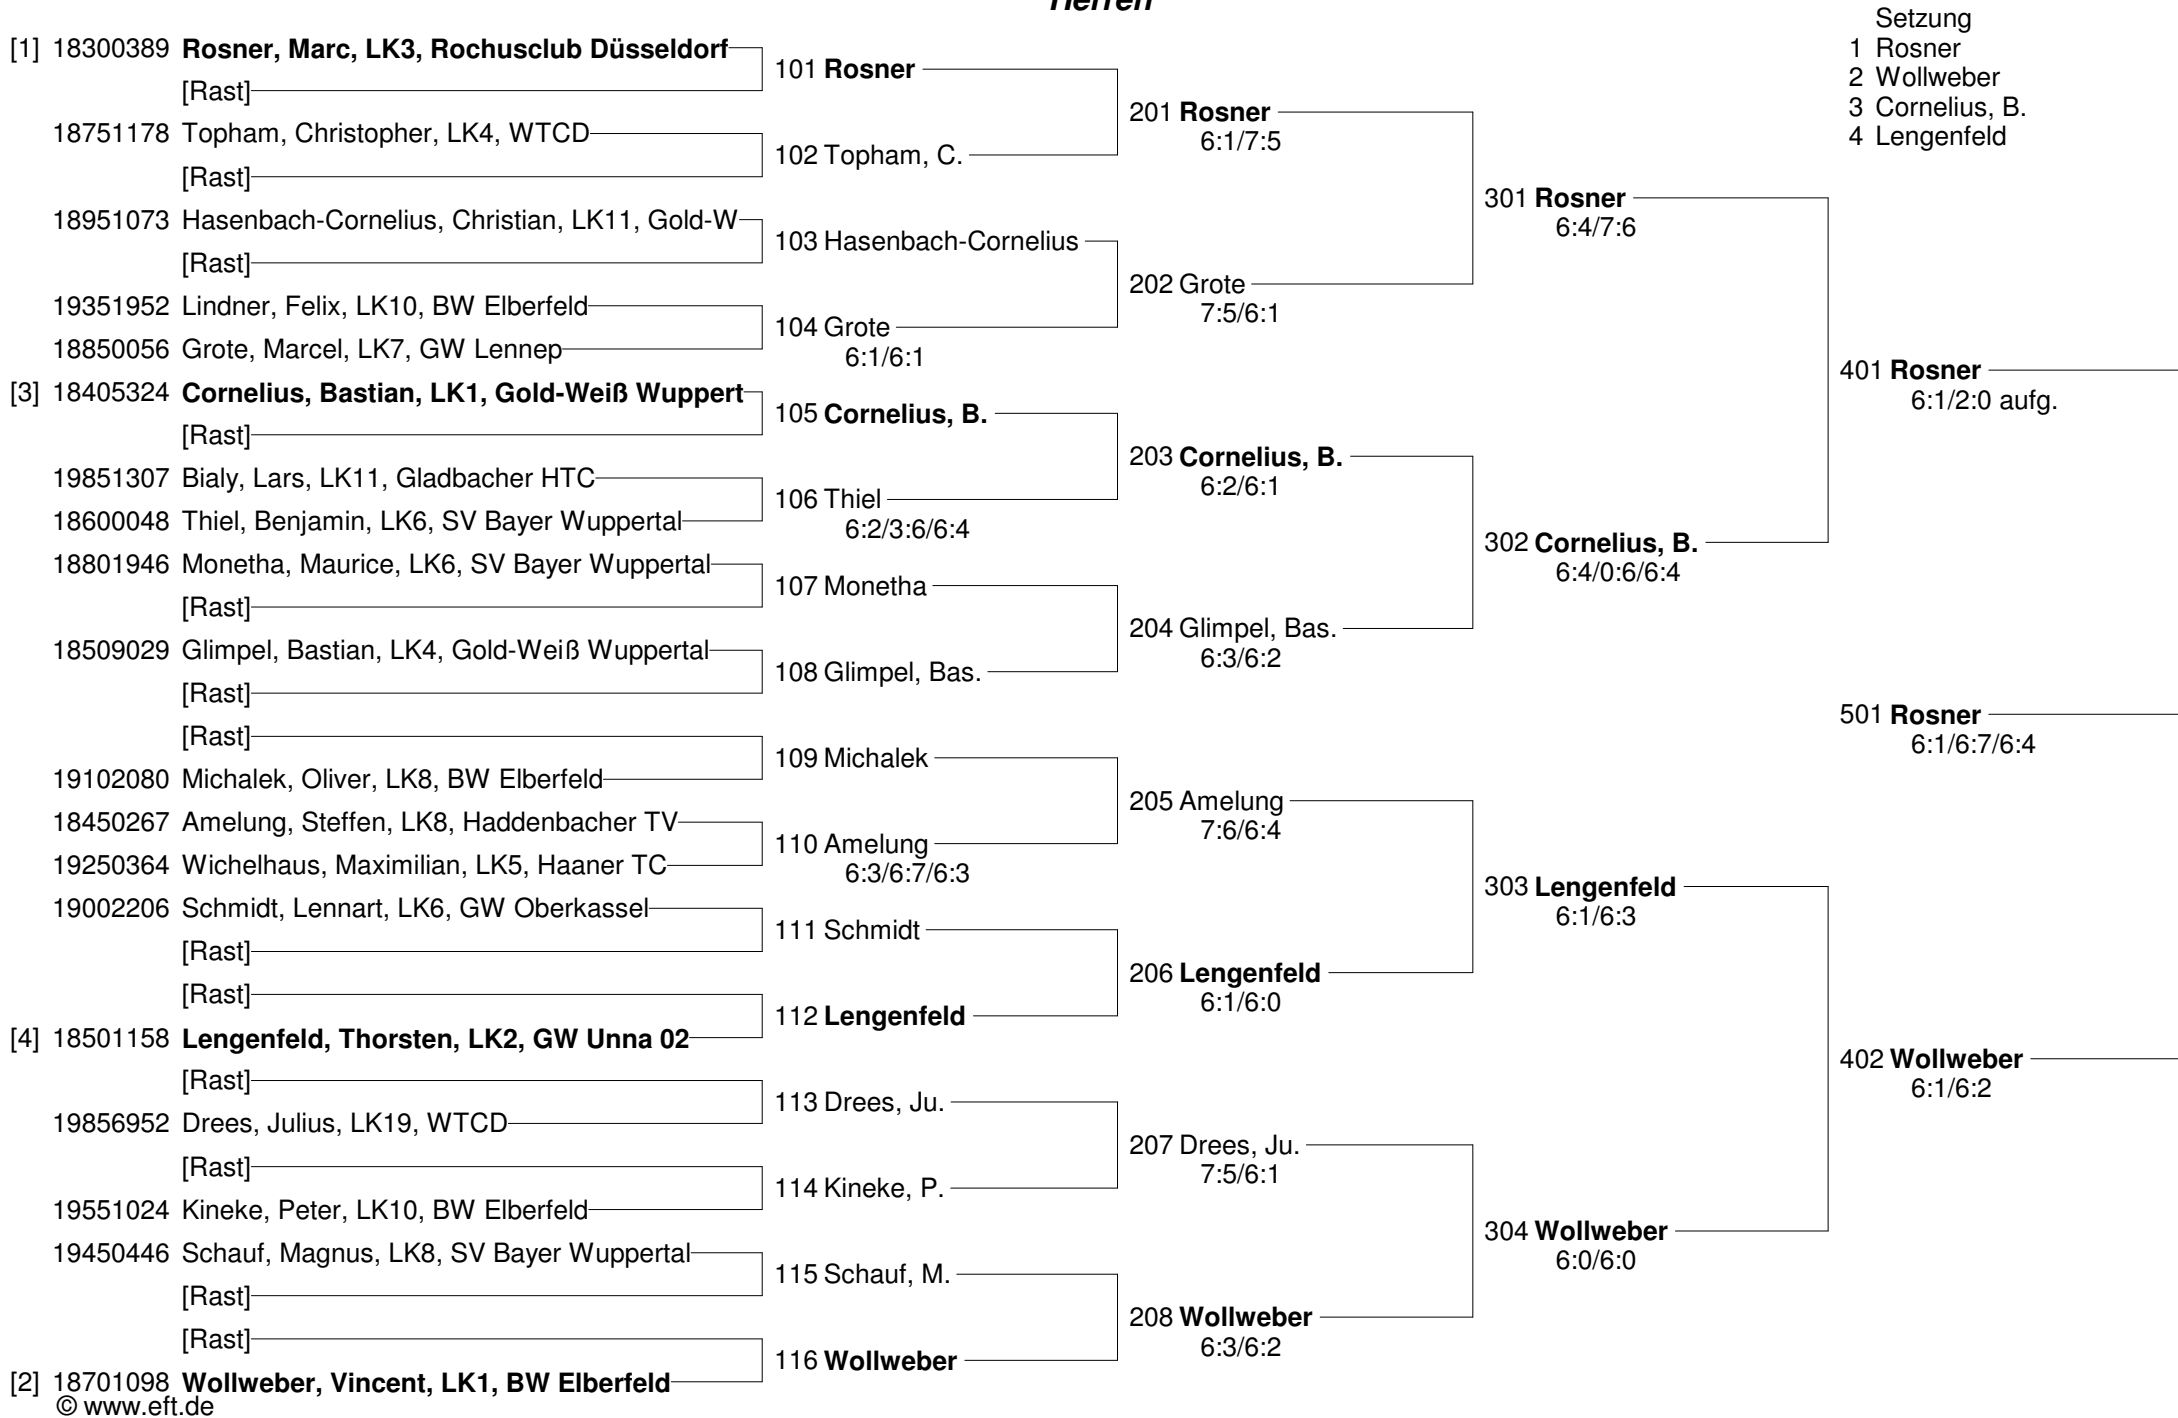 Herren
Setzung
1 Rosner
2 Wollweber
3 Cornelius, B.
4 Lengenfeld
[1] 18300389 Rosner, Marc, LK3, Rochusclub Düsseldorf
[Rast]
18751178 Topham, Christopher, LK4, WTCD
[Rast]
18951073 Hasenbach-Cornelius, Christian, LK11, Gold-W
[Rast]
19351952 Lindner, Felix, LK10, BW Elberfeld
18850056 Grote, Marcel, LK7, GW Lennep
[3] 18405324 Cornelius, Bastian, LK1, Gold-Weiß Wuppert
[Rast]
19851307 Bialy, Lars, LK11, Gladbacher HTC
18600048 Thiel, Benjamin, LK6, SV Bayer Wuppertal
18801946 Monetha, Maurice, LK6, SV Bayer Wuppertal
[Rast]
18509029 Glimpel, Bastian, LK4, Gold-Weiß Wuppertal
[Rast]
[Rast]
19102080 Michalek, Oliver, LK8, BW Elberfeld
18450267 Amelung, Steffen, LK8, Haddenbacher TV
19250364 Wichelhaus, Maximilian, LK5, Haaner TC
19002206 Schmidt, Lennart, LK6, GW Oberkassel
[Rast]
[Rast]
[4] 18501158 Lengenfeld, Thorsten, LK2, GW Unna 02
[Rast]
19856952 Drees, Julius, LK19, WTCD
[Rast]
19551024 Kineke, Peter, LK10, BW Elberfeld
19450446 Schauf, Magnus, LK8, SV Bayer Wuppertal
[Rast]
[Rast]
[2] 18701098 Wollweber, Vincent, LK1, BW Elberfeld
© www.eft.de
101 Rosner
102 Topham, C.
103 Hasenbach-Cornelius
104 Grote
6:1/6:1
105 Cornelius, B.
106 Thiel
6:2/3:6/6:4
107 Monetha
108 Glimpel, Bas.
109 Michalek
110 Amelung
6:3/6:7/6:3
111 Schmidt
112 Lengenfeld
113 Drees, Ju.
114 Kineke, P.
115 Schauf, M.
116 Wollweber
201 Rosner
6:1/7:5
202 Grote
7:5/6:1
203 Cornelius, B.
6:2/6:1
204 Glimpel, Bas.
6:3/6:2
205 Amelung
7:6/6:4
206 Lengenfeld
6:1/6:0
207 Drees, Ju.
7:5/6:1
208 Wollweber
6:3/6:2
301 Rosner
6:4/7:6
302 Cornelius, B.
6:4/0:6/6:4
303 Lengenfeld
6:1/6:3
304 Wollweber
6:0/6:0
401 Rosner
6:1/2:0 aufg.
501 Rosner
6:1/6:7/6:4
402 Wollweber
6:1/6:2